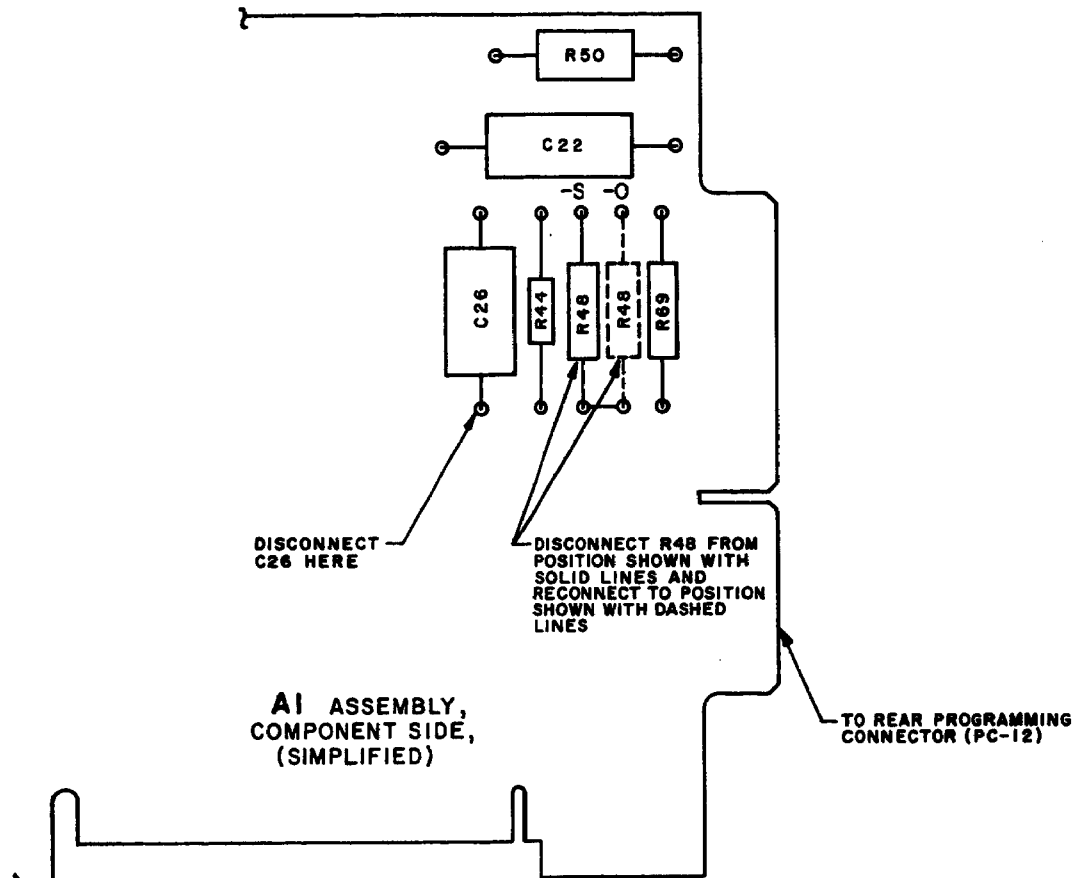 R50
C22
-S -O
C26
R44
R48
R48
R69
DISCONNECT
C26 HERE
DISCONNECT R48 FROM
POSITION SHOWN WITH
SOLID LINES AND
RECONNECT TO POSITION
SHOWN WITH DASHED
LINES
A1 ASSEMBLY,
COMPONENT SIDE,
(SIMPLIFIED)
TO REAR PROGRAMMING
CONNECTOR (PC-12)